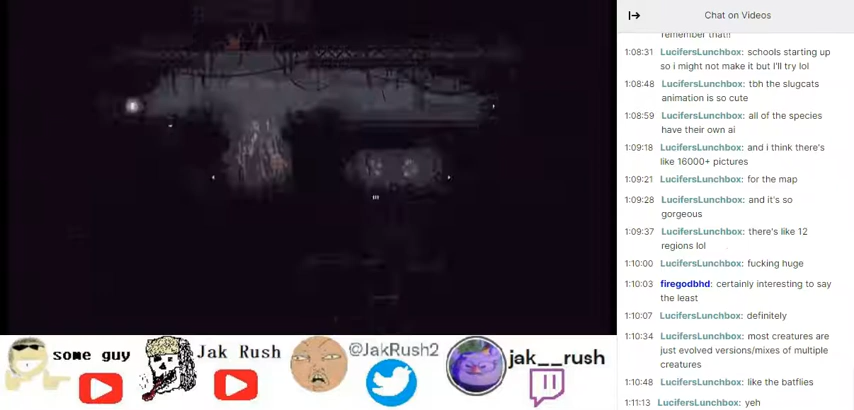 Chat on Videos
remember that!!
1:08:31 LucifersLunchbox: schools starting up
so i might not make it but I'll try lol
1:08:48 LucifersLunchbox: tbh the slugcats
animation is so cute
1:08:59 LucifersLunchbox: all of the species
have their own ai
1:09:18 LucifersLunchbox: and i think there's
like 16000+ pictures
1:09:21 LucifersLunchbox: for the map
1:09:28 LucifersLunchbox: and it's so
gorgeous
1:09:37 LucifersLunchbox: there's like 12
regions lol
1:10:00 LucifersLunchbox: fucking huge
1:10:03 firegodbhd: certainly interesting to say
the least
1:10:07 LucifersLunchbox: definitely
1:10:34 LucifersLunchbox: most creatures are
just evolved versions/mixes of multiple
creatures
1:10:48 LucifersLunchbox: like the batflies
1:11:13 LucifersLunchbox: yeh
some guy
Jak Rush
@JakRush2
jak__rush